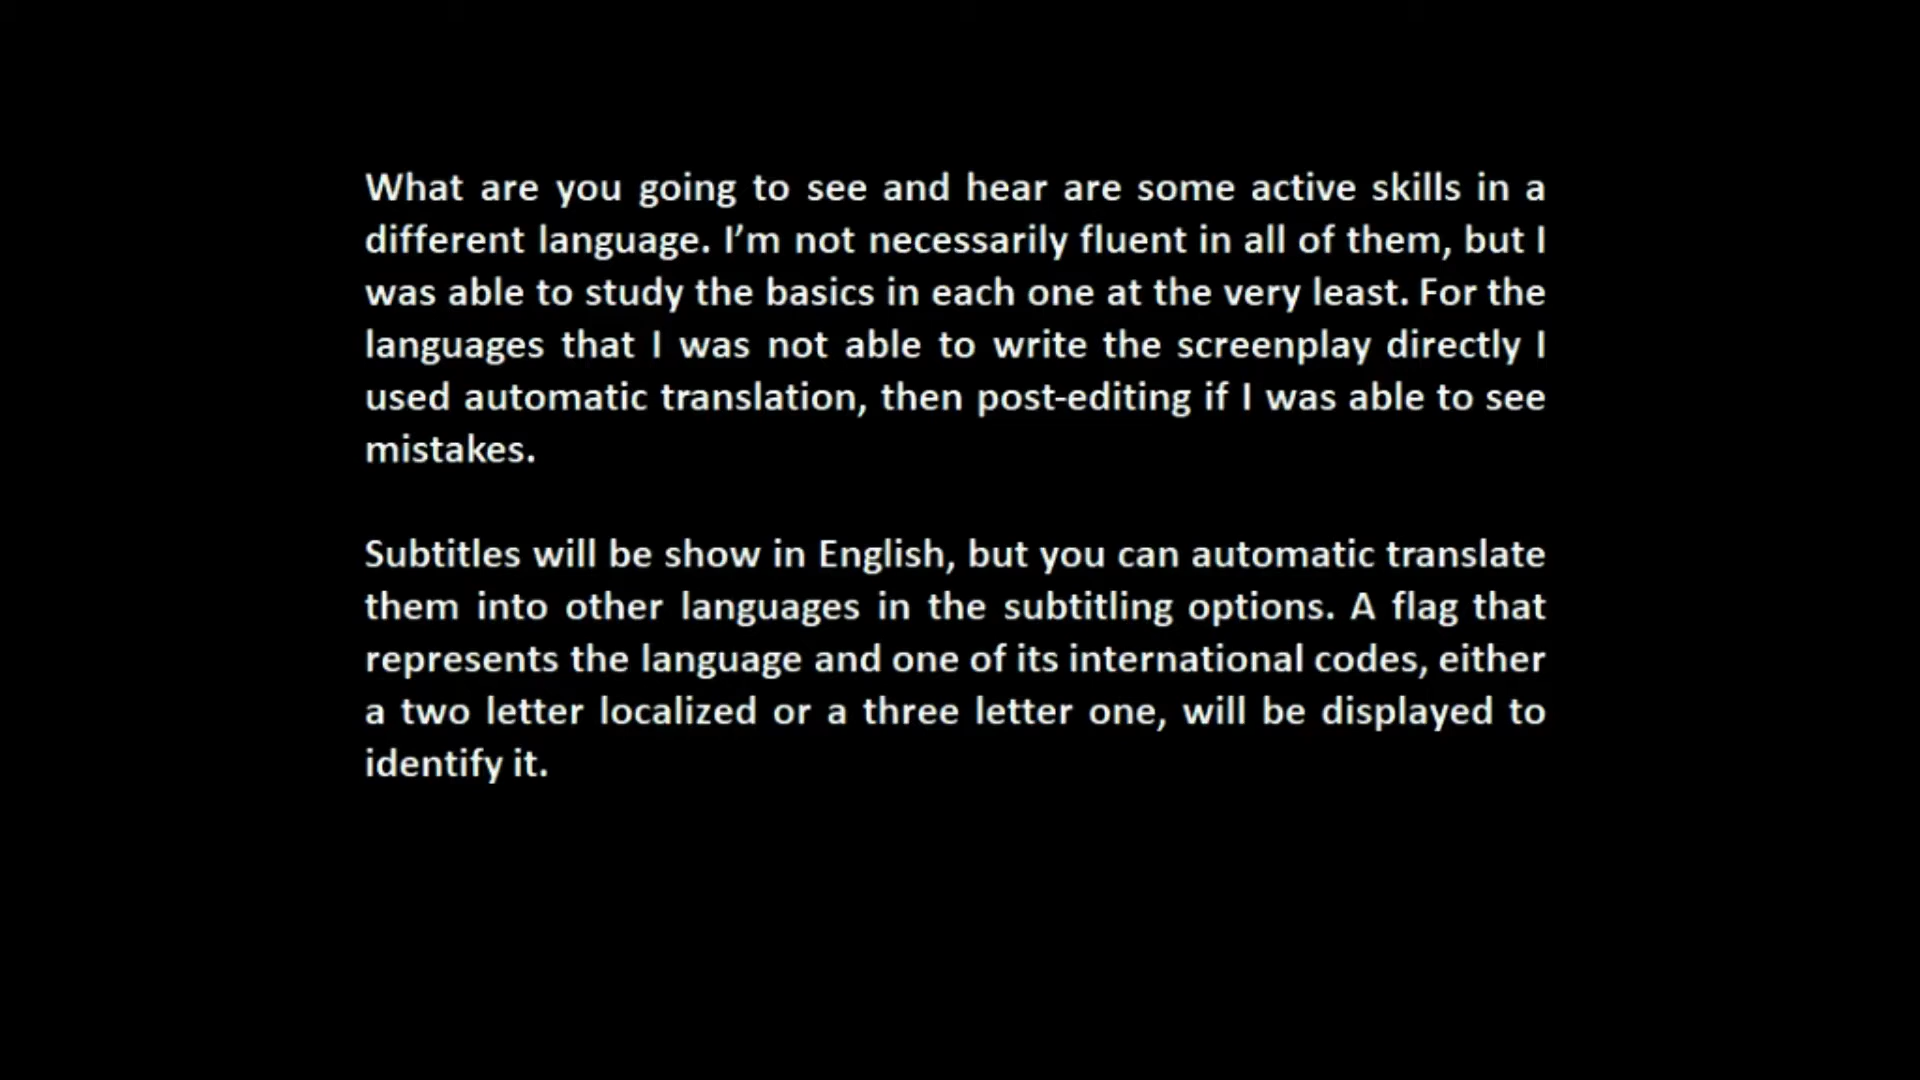 What are you going to see and hear are some active skills in a
different language. I’m not necessarily fluent in all of them, but I
was able to study the basics in each one at the very least. For the
languages that I was not able to write the screenplay directly I
used automatic translation, then post-editing if I was able to see
mistakes.
Subtitles will be show in English, but you can automatic translate
them into other languages in the subtitling options. A flag that
represents the language and one of its international codes, either
a two letter localized or a three letter one, will be displayed to
identify it.